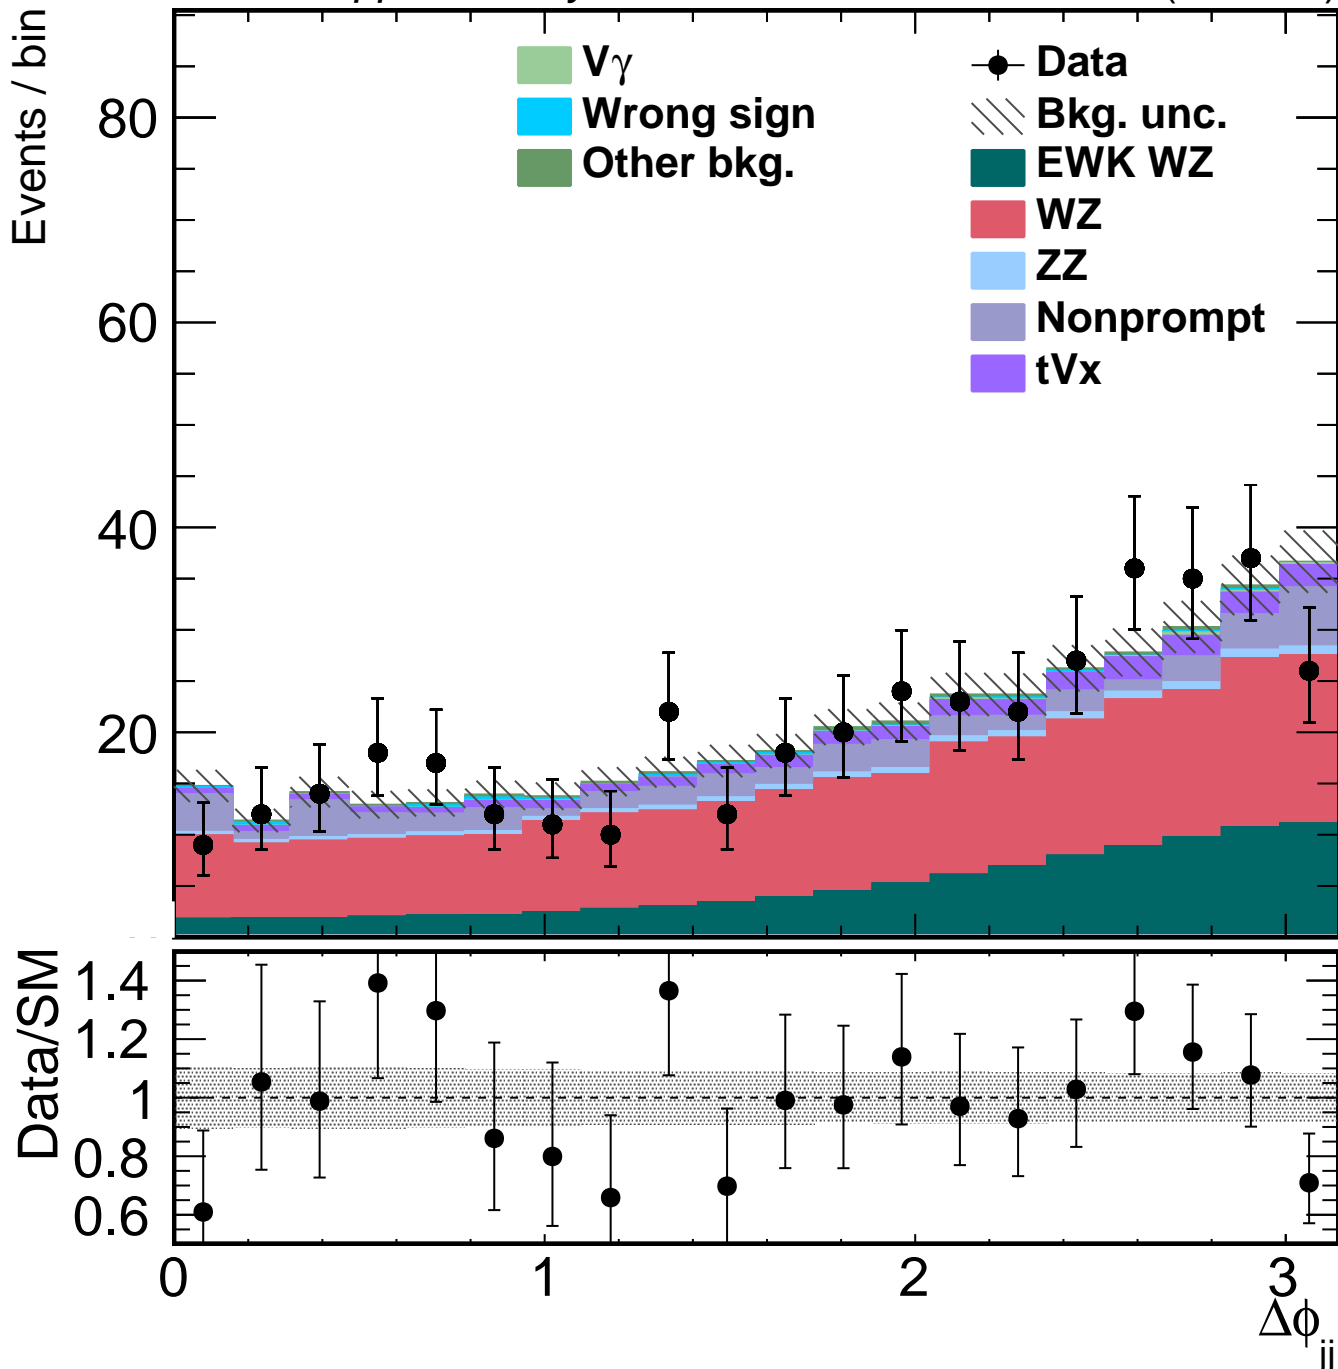 Events / bin
80
60
40
20
Vγ
Wrong sign
Other bkg.
Data
Bkg. unc.
EWK WZ
WZ
ZZ
Nonprompt
tVx
Data/SM
1.4
1.2
1
0.8
0.6
0 1 2 3
Δϕ